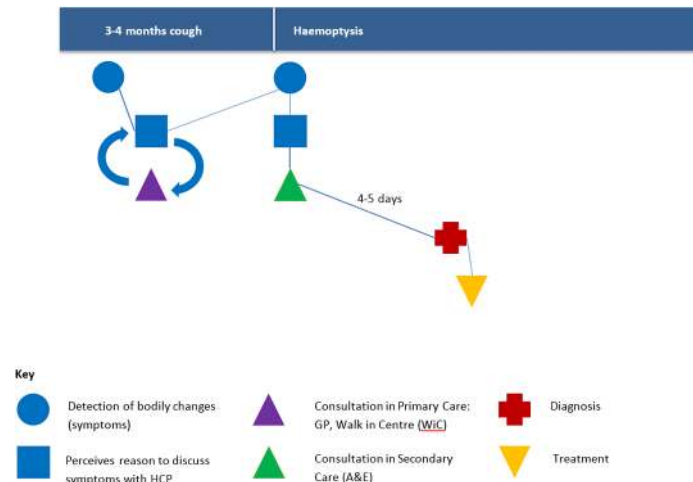 3-4 months cough
Haemoptysis
4-5 days
Key
Detection of bodily changes
(symptoms)
Consultation in Primary Care:
GP, Walk in Centre (WiC)
Diagnosis
Perceives reason to discuss
symptoms with HCP
Consultation in Secondary
Care (A&E)
Treatment